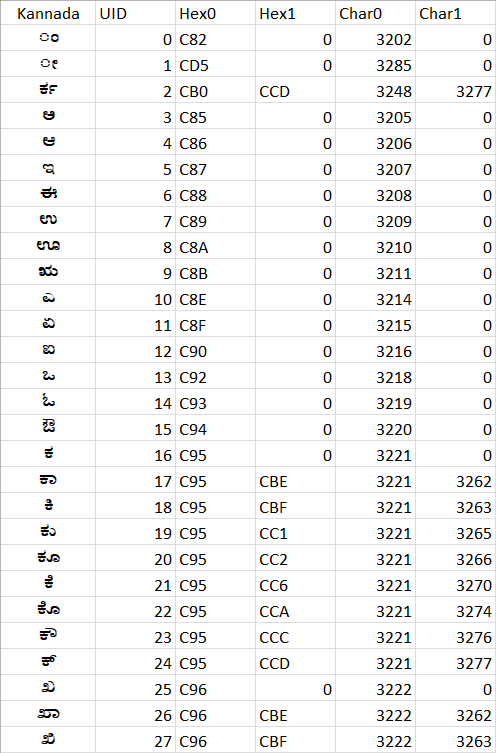 Kannada UID Hex0 Hex1 Char0 Char1
ಂ 0 C82 0 3202 0
ೕ 1 CD5 0 3285 0
ರ್ಕ 2 CB0 CCD 3248 3277
ಅ 3 C85 0 3205 0
ಆ 4 C86 0 3206 0
ಇ 5 C87 0 3207 0
ಈ 6 C88 0 3208 0
ಉ 7 C89 0 3209 0
ಊ 8 C8A 0 3210 0
ಋ 9 C8B 0 3211 0
ಎ 10 C8E 0 3214 0
ಏ 11 C8F 0 3215 0
ಐ 12 C90 0 3216 0
ಒ 13 C92 0 3218 0
ಓ 14 C93 0 3219 0
ಔ 15 C94 0 3220 0
ಕ 16 C95 0 3221 0
ಕಾ 17 C95 CBE 3221 3262
ಕಿ 18 C95 CBF 3221 3263
ಕು 19 C95 CC1 3221 3265
ಕೂ 20 C95 CC2 3221 3266
ಕೆ 21 C95 CC6 3221 3270
ಕೊ 22 C95 CCA 3221 3274
ಕೌ 23 C95 CCC 3221 3276
ಕ್ 24 C95 CCD 3221 3277
ಖ 25 C96 0 3222 0
ಖಾ 26 C96 CBE 3222 3262
ಖಿ 27 C96 CBF 3222 3263